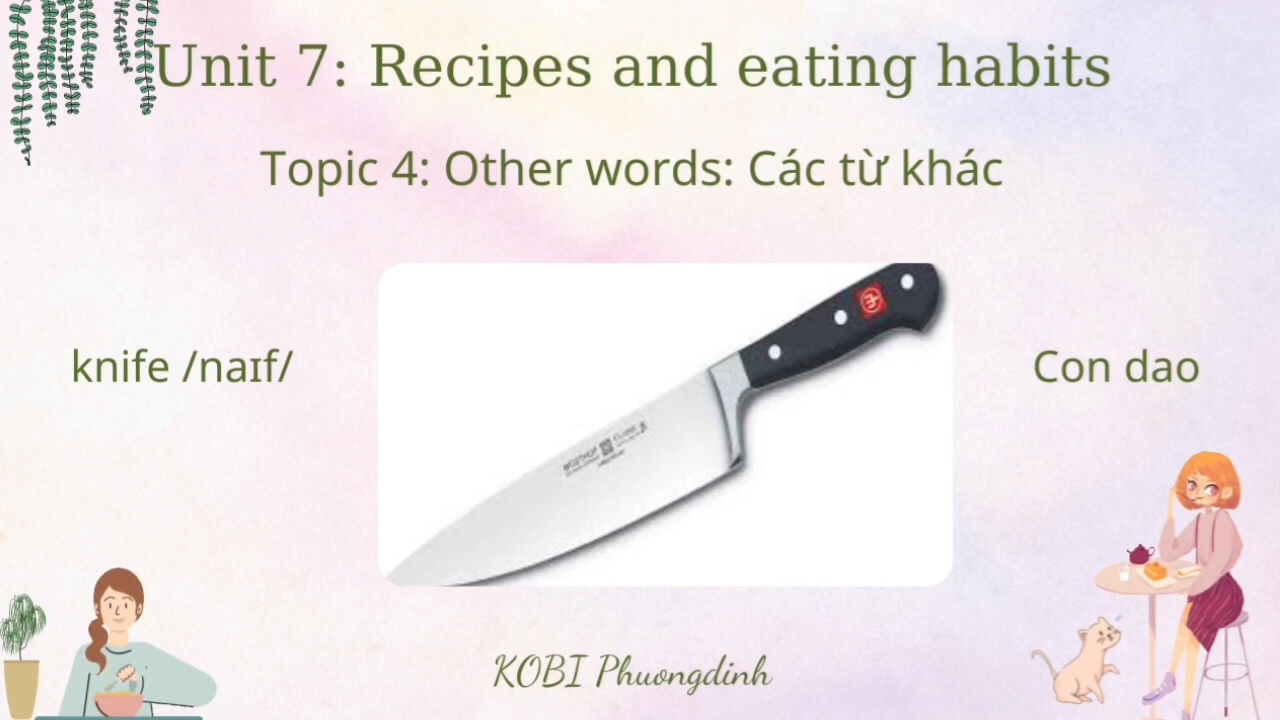 Unit 7: Recipes and eating habits
Topic 4: Other words: Các từ khác
knife /naɪf/
Con dao
KOBI Phuongdinh